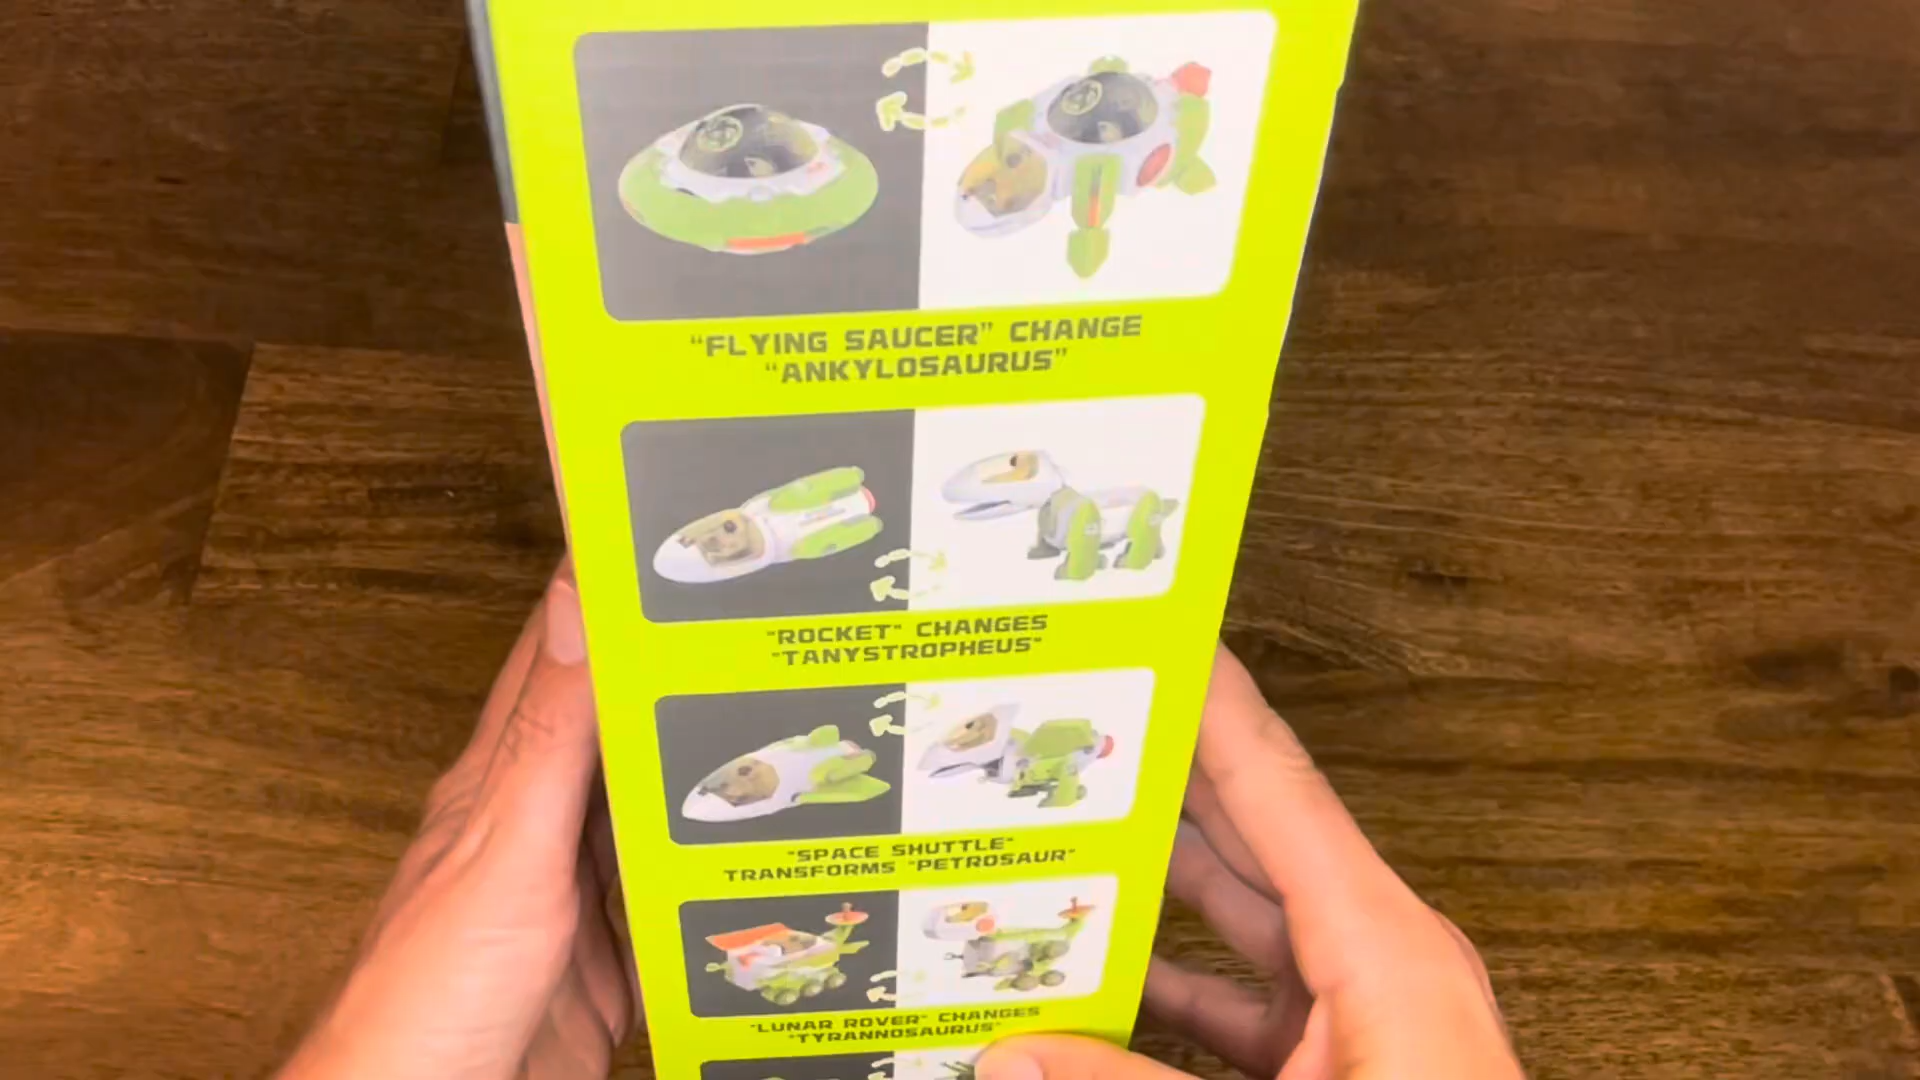 “FLYING SAUCER” CHANGE
“ANKYLOSAURUS”
"ROCKET" CHANGES
"TANYSTROPHEUS"
"SPACE SHUTTLE"
TRANSFORMS "PETROSAUR"
"LUNAR ROVER" CHANGES
"TYRANNOSAURUS"